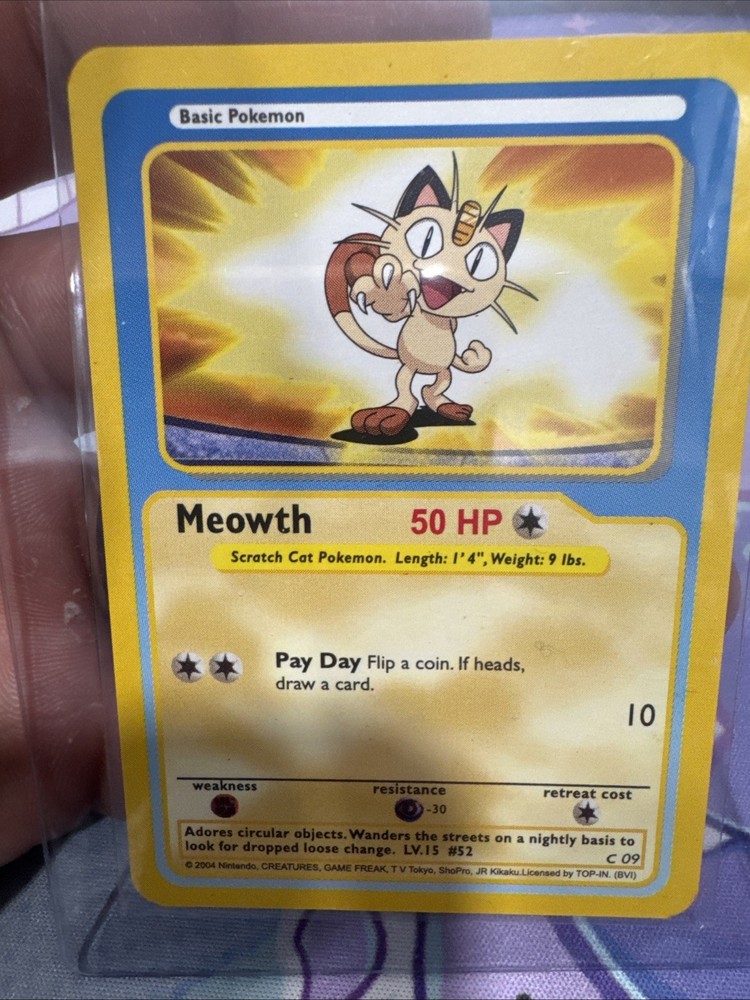 Basic Pokemon
Meowth 50 HP
Scratch Cat Pokemon. Length: 1' 4", Weight: 9 lbs.
Pay Day Flip a coin. If heads,
draw a card.
10
weakness resistance retreat cost
-30
Adores circular objects. Wanders the streets on a nightly basis to
look for dropped loose change. LV.15 #52
C 09
© 2004 Nintendo, CREATURES, GAME FREAK, T V Tokyo, ShoPro, JR Kikaku.Licensed by TOP-IN. (BVI)